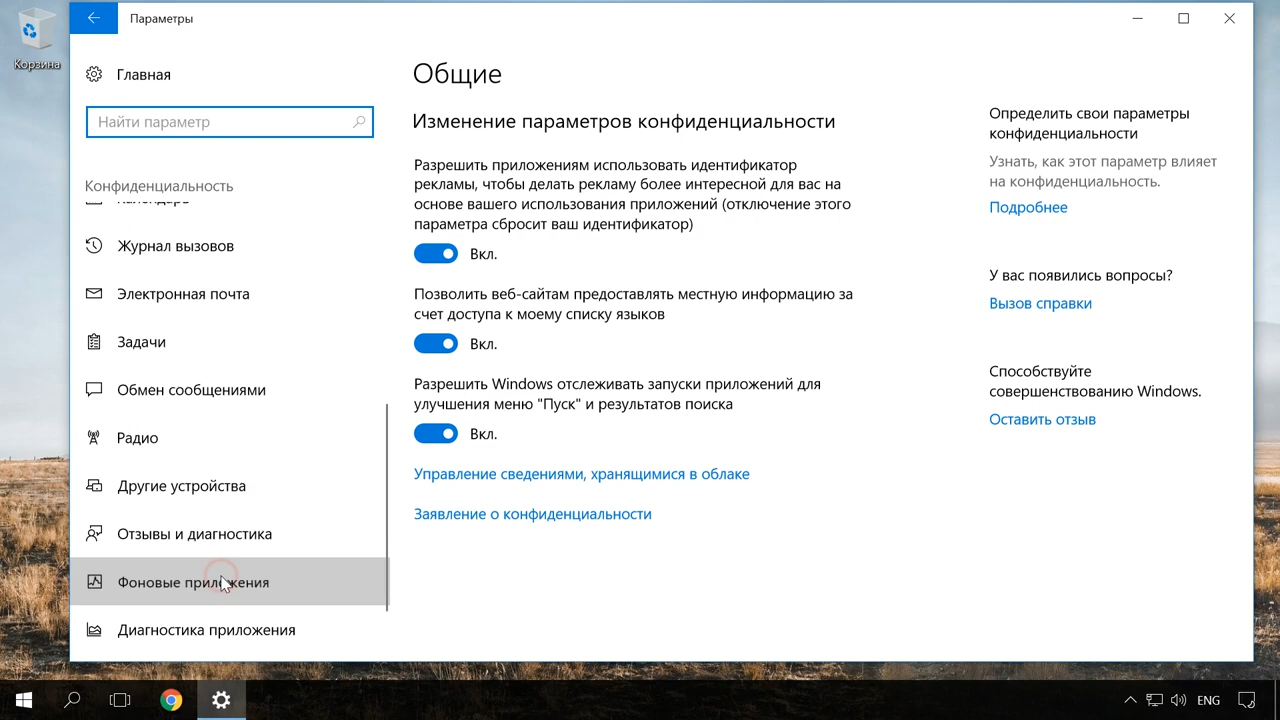 Корзина
Параметры
Главная
Найти параметр
Конфиденциальность
Календарь
Журнал вызовов
Электронная почта
Задачи
Обмен сообщениями
Радио
Другие устройства
Отзывы и диагностика
Фоновые приложения
Диагностика приложения
Общие
Изменение параметров конфиденциальности
Разрешить приложениям использовать идентификатор
рекламы, чтобы делать рекламу более интересной для вас на
основе вашего использования приложений (отключение этого
параметра сбросит ваш идентификатор)
Вкл.
Позволить веб-сайтам предоставлять местную информацию за
счет доступа к моему списку языков
Вкл.
Разрешить Windows отслеживать запуски приложений для
улучшения меню "Пуск" и результатов поиска
Вкл.
Управление сведениями, хранящимися в облаке
Заявление о конфиденциальности
Определить свои параметры
конфиденциальности
Узнать, как этот параметр влияет
на конфиденциальность.
Подробнее
У вас появились вопросы?
Вызов справки
Способствуйте
совершенствованию Windows.
Оставить отзыв
ENG